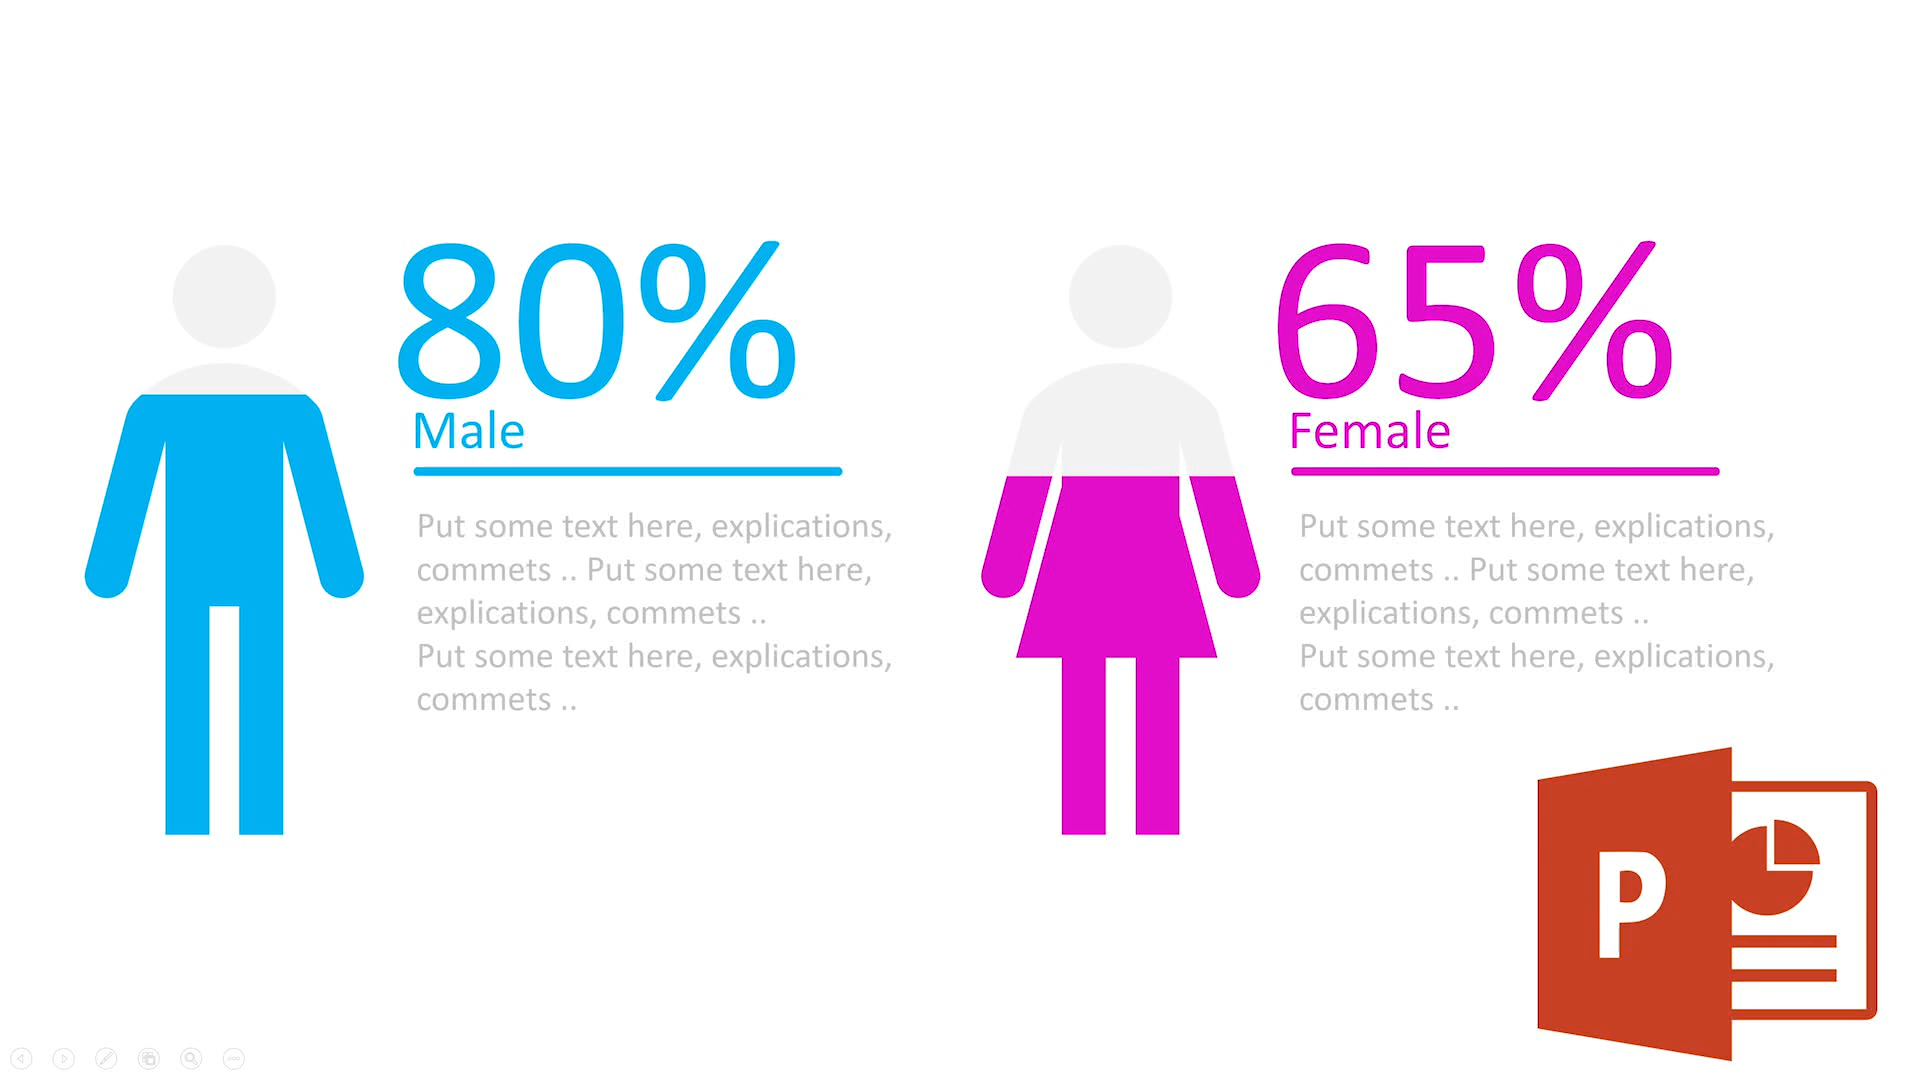 80%
Male
Put some text here, explications,
commets .. Put some text here,
explications, commets ..
Put some text here, explications,
commets ..
65%
Female
Put some text here, explications,
commets .. Put some text here,
explications, commets ..
Put some text here, explications,
commets ..
P